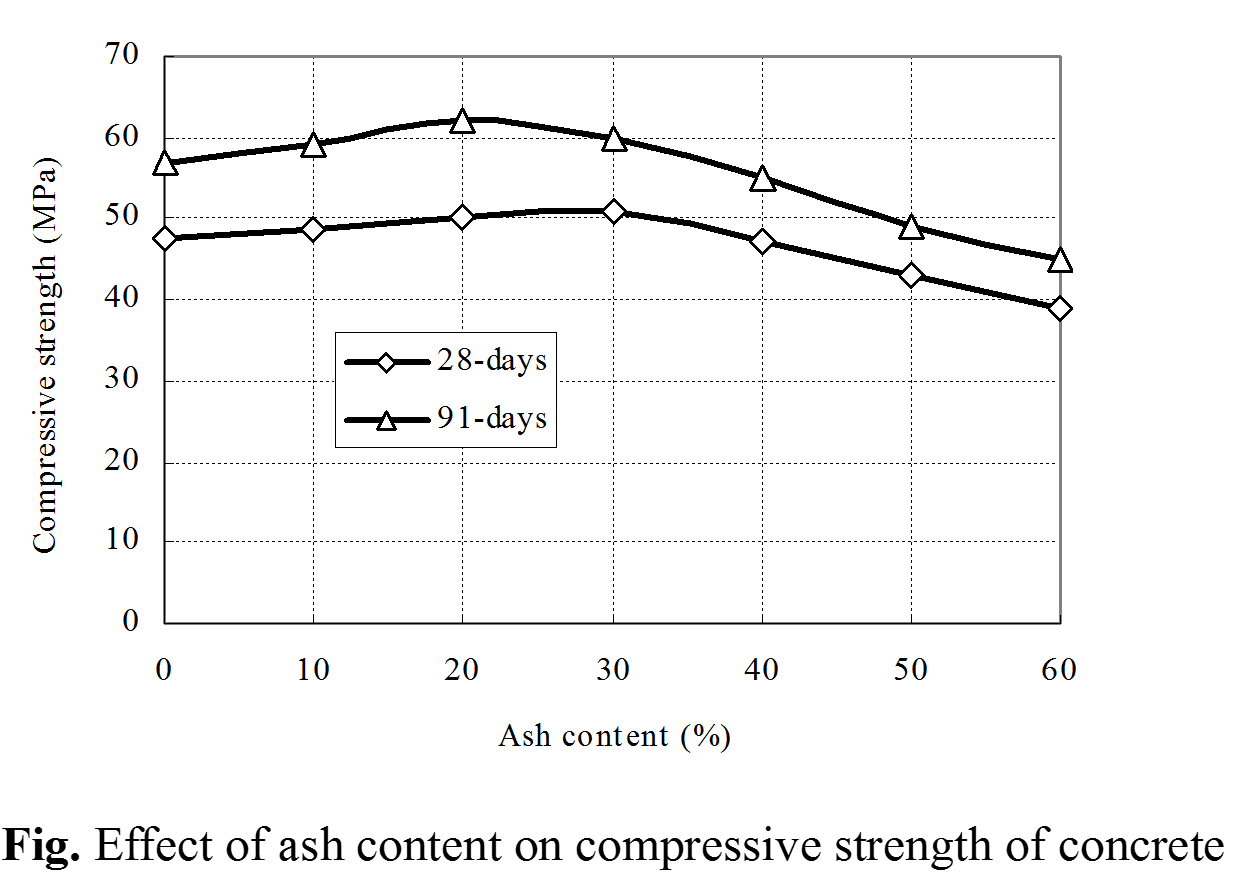 70
60
50
40
30
20
10
0
Compressive strength (MPa)
28-days
91-days
0 10 20 30 40 50 60
Ash content (%)
Fig. Effect of ash content on compressive strength of concrete